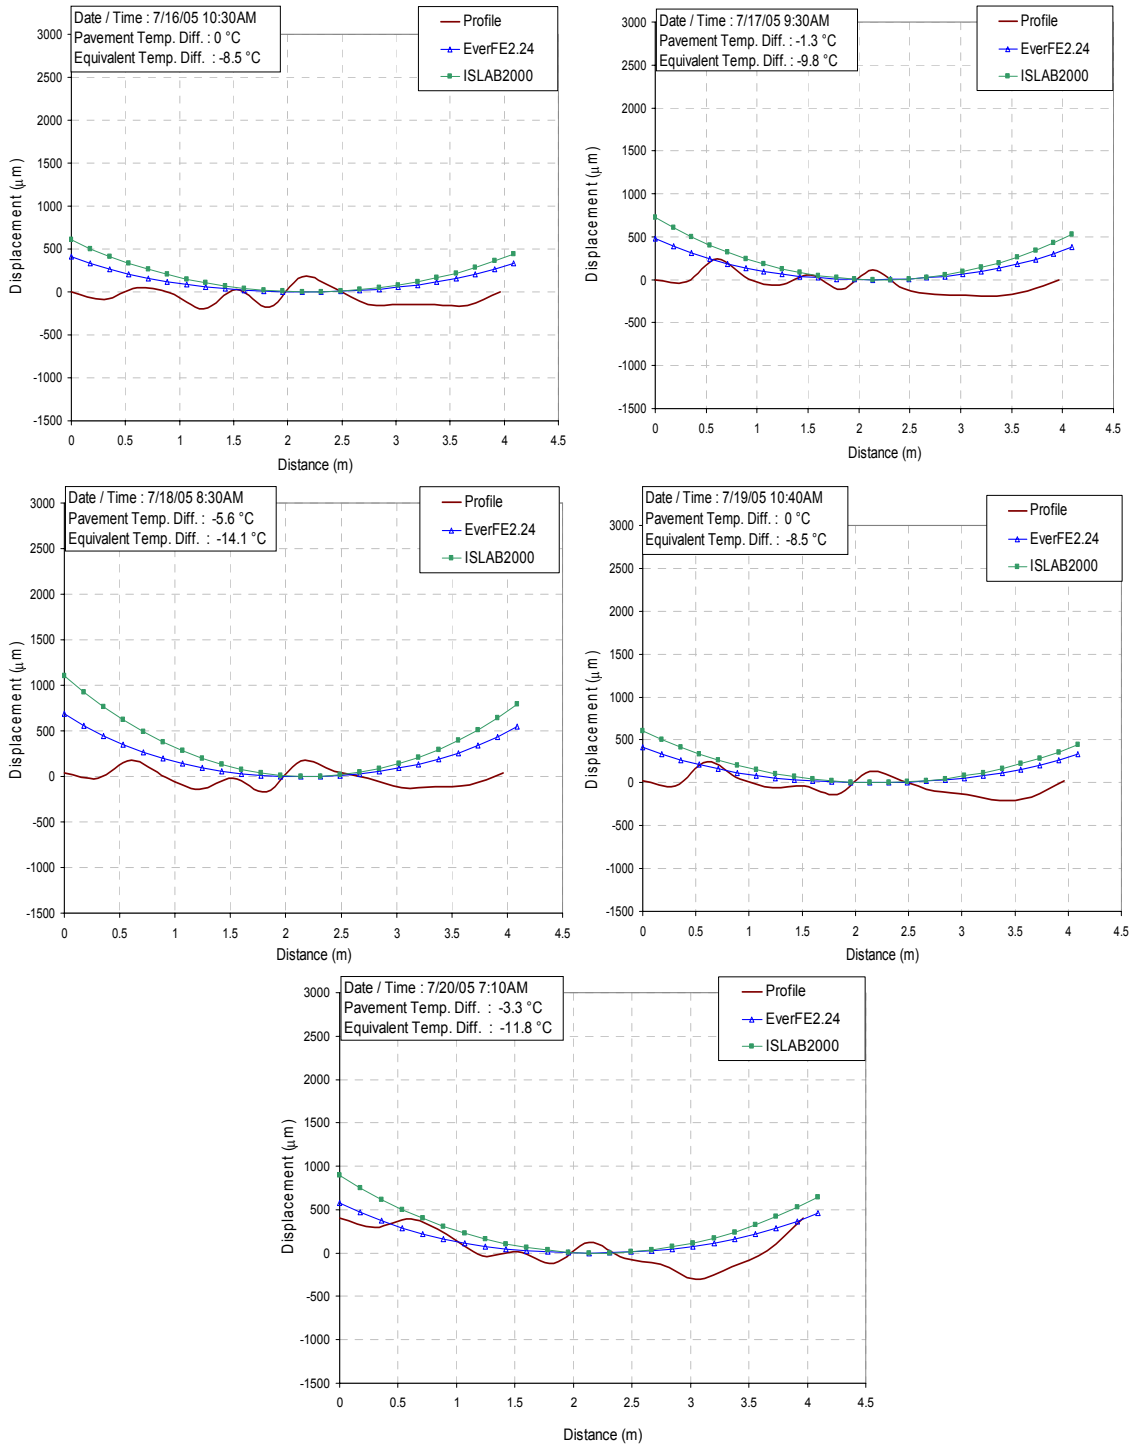 Date / Time : 7/16/05 10:30AM
Pavement Temp. Diff. : 0 °C
Equivalent Temp. Diff. : -8.5 °C
Profile
EverFE2.24
ISLAB2000
3000
2500
2000
1500
1000
500
0
-500
-1000
-1500
Displacement (μm)
0 0.5 1 1.5 2 2.5 3 3.5 4 4.5
Distance (m)
Date / Time : 7/17/05 9:30AM
Pavement Temp. Diff. : -1.3 °C
Equivalent Temp. Diff. : -9.8 °C
Profile
EverFE2.24
ISLAB2000
3000
2500
2000
1500
1000
500
0
-500
-1000
-1500
Displacement (μm)
0 0.5 1 1.5 2 2.5 3 3.5 4 4.5
Distance (m)
Date / Time : 7/18/05 8:30AM
Pavement Temp. Diff. : -5.6 °C
Equivalent Temp. Diff. : -14.1 °C
Profile
EverFE2.24
ISLAB2000
3000
2500
2000
1500
1000
500
0
-500
-1000
-1500
Displacement (μm)
0 0.5 1 1.5 2 2.5 3 3.5 4 4.5
Distance (m)
Date / Time : 7/19/05 10:40AM
Pavement Temp. Diff. : 0 °C
Equivalent Temp. Diff. : -8.5 °C
Profile
EverFE2.24
ISLAB2000
3000
2500
2000
1500
1000
500
0
-500
-1000
-1500
Displacement (μm)
0 0.5 1 1.5 2 2.5 3 3.5 4 4.5
Distance (m)
Date / Time : 7/20/05 7:10AM
Pavement Temp. Diff. : -3.3 °C
Equivalent Temp. Diff. : -11.8 °C
Profile
EverFE2.24
ISLAB2000
3000
2500
2000
1500
1000
500
0
-500
-1000
-1500
Displacement (μm)
0 0.5 1 1.5 2 2.5 3 3.5 4 4.5
Distance (m)